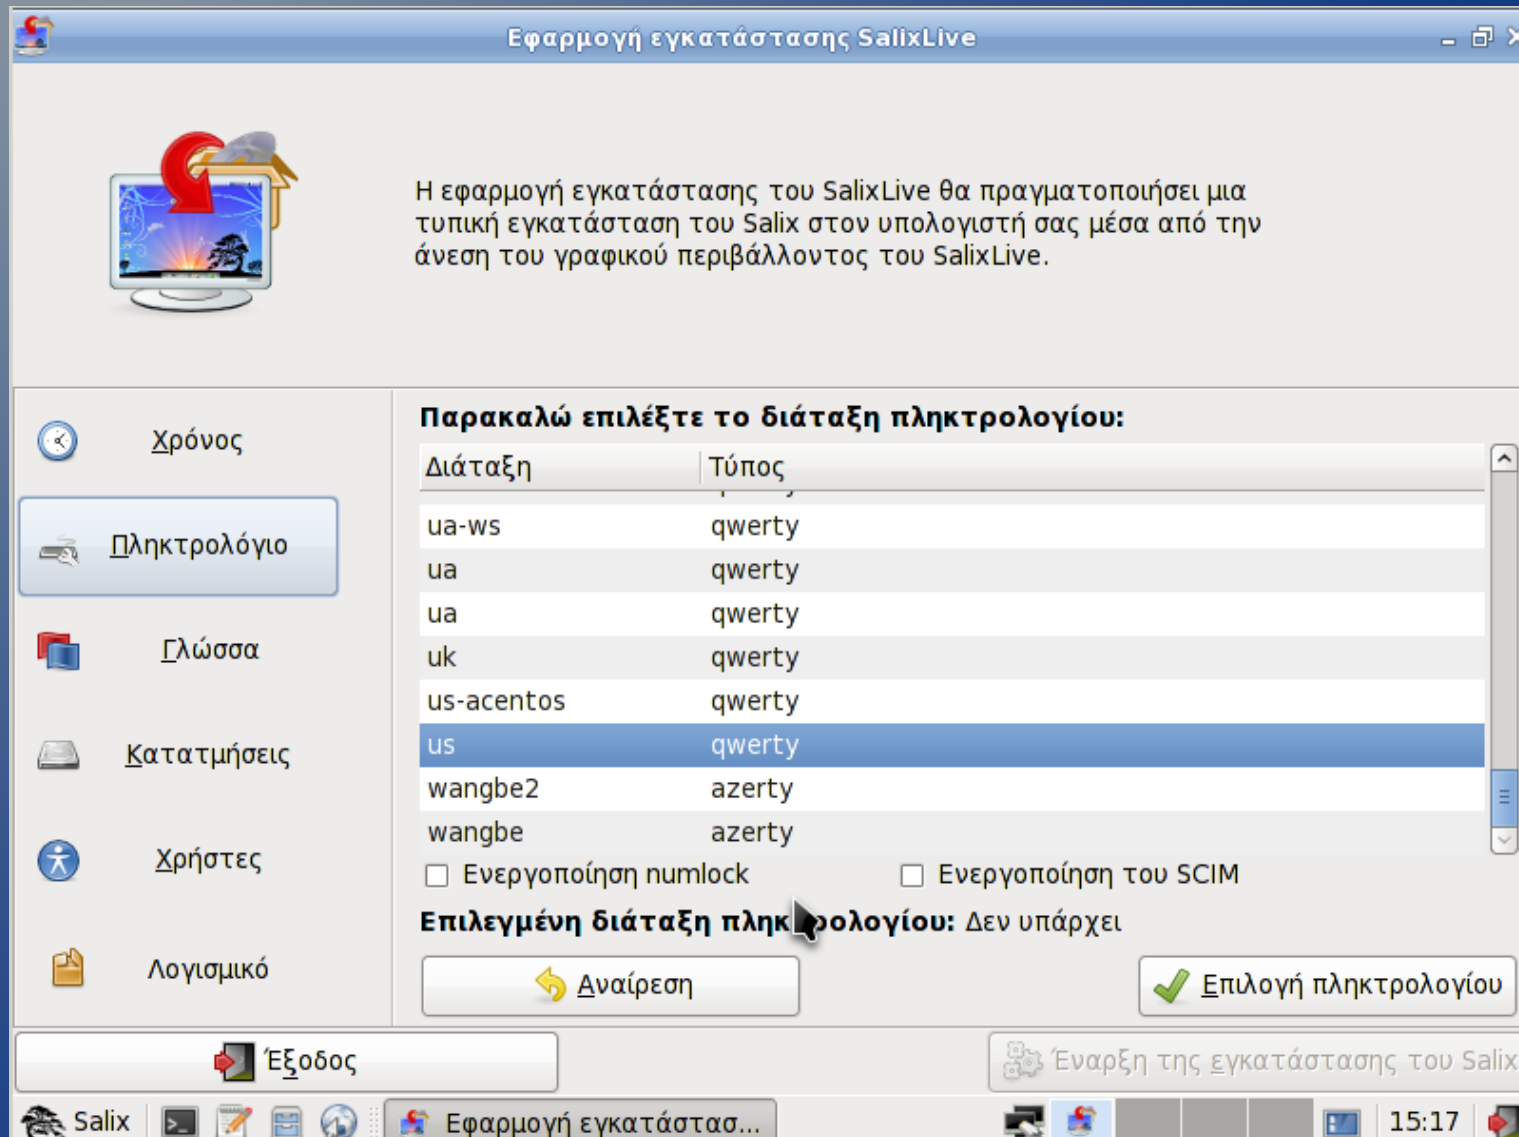 Εφαρμογή εγκατάστασης SalixLive
Η εφαρμογή εγκατάστασης του SalixLive θα πραγματοποιήσει μια
τυπική εγκατάσταση του Salix στον υπολογιστή σας μέσα από την
άνεση του γραφικού περιβάλλοντος του SalixLive.
Χρόνος
Πληκτρολόγιο
Γλώσσα
Κατατμήσεις
Χρήστες
Λογισμικό
Παρακαλώ επιλέξτε το διάταξη πληκτρολογίου:
Διάταξη Τύπος
ua-ws qwerty
ua qwerty
ua qwerty
uk qwerty
us-acentos qwerty
us qwerty
wangbe2 azerty
wangbe azerty
Ενεργοποίηση numlock Ενεργοποίηση του SCIM
Επιλεγμένη διάταξη πληκτρολογίου: Δεν υπάρχει
Αναίρεση Επιλογή πληκτρολογίου
Έξοδος Έναρξη της εγκατάστασης του Salix
Salix Εφαρμογή εγκατάστασ... 15:17